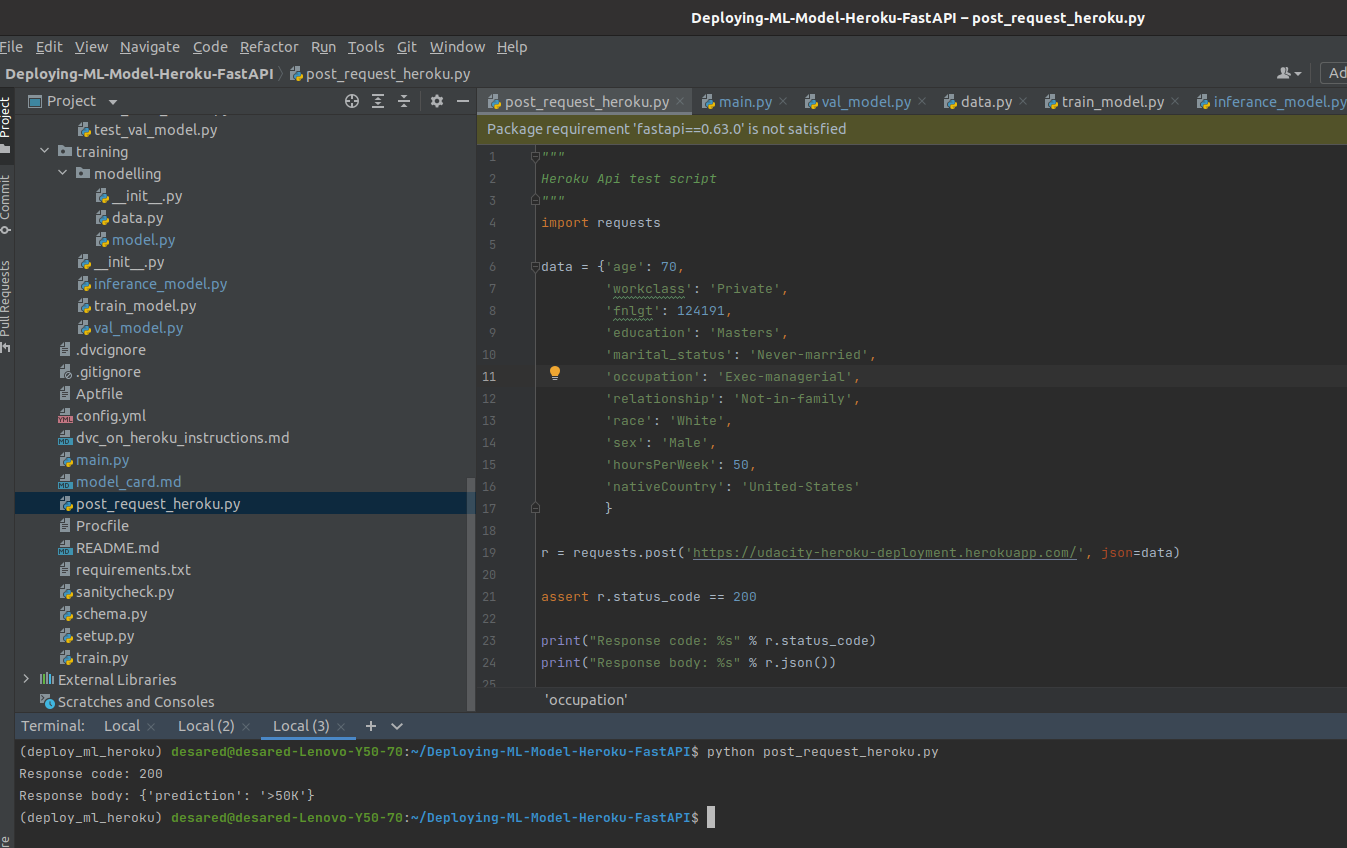 Deploying-ML-Model-Heroku-FastAPI – post_request_heroku.py
File Edit View Navigate Code Refactor Run Tools Git Window Help
Deploying-ML-Model-Heroku-FastAPI post_request_heroku.py
Project
post_request_heroku.py main.py val_model.py data.py train_model.py inferance_model.py
Package requirement 'fastapi==0.63.0' is not satisfied
Project
Commit
Pull Requests
test_val_model.py
training
modelling
__init__.py
data.py
model.py
__init__.py
inferance_model.py
train_model.py
val_model.py
.dvcignore
.gitignore
Aptfile
config.yml
dvc_on_heroku_instructions.md
main.py
model_card.md
post_request_heroku.py
Procfile
README.md
requirements.txt
sanitycheck.py
schema.py
setup.py
train.py
External Libraries
Scratches and Consoles
1 """
2 Heroku Api test script
3 """
4 import requests
5
6 data = {'age': 70,
7 'workclass': 'Private',
8 'fnlgt': 124191,
9 'education': 'Masters',
10 'marital_status': 'Never-married',
11 'occupation': 'Exec-managerial',
12 'relationship': 'Not-in-family',
13 'race': 'White',
14 'sex': 'Male',
15 'hoursPerWeek': 50,
16 'nativeCountry': 'United-States'
17 }
18
19 r = requests.post('https://udacity-heroku-deployment.herokuapp.com/', json=data)
20
21 assert r.status_code == 200
22
23 print("Response code: %s" % r.status_code)
24 print("Response body: %s" % r.json())
25
'occupation'
Terminal: Local Local (2) Local (3)
(deploy_ml_heroku) desared@desared-Lenovo-Y50-70:~/Deploying-ML-Model-Heroku-FastAPI$ python post_request_heroku.py
Response code: 200
Response body: {'prediction': '>50K'}
(deploy_ml_heroku) desared@desared-Lenovo-Y50-70:~/Deploying-ML-Model-Heroku-FastAPI$